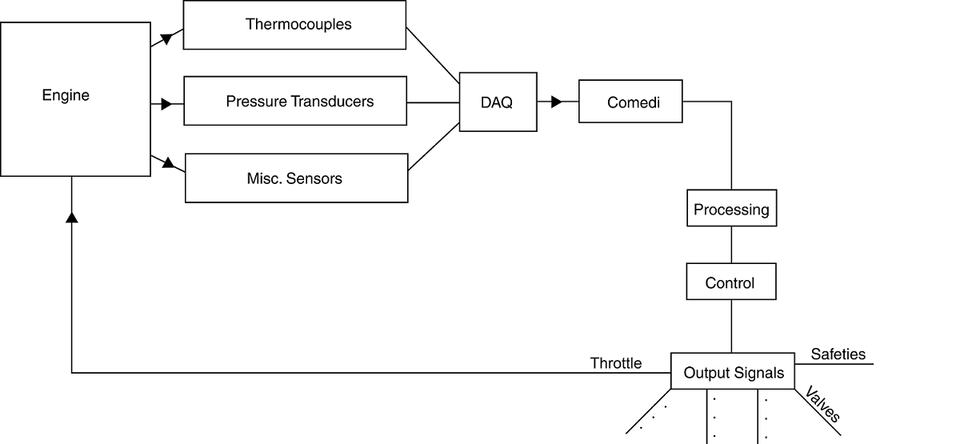 Thermocouples
Engine
Pressure Transducers
DAQ
Comedi
Misc. Sensors
Processing
Control
Throttle
Output Signals
Safeties
Valves